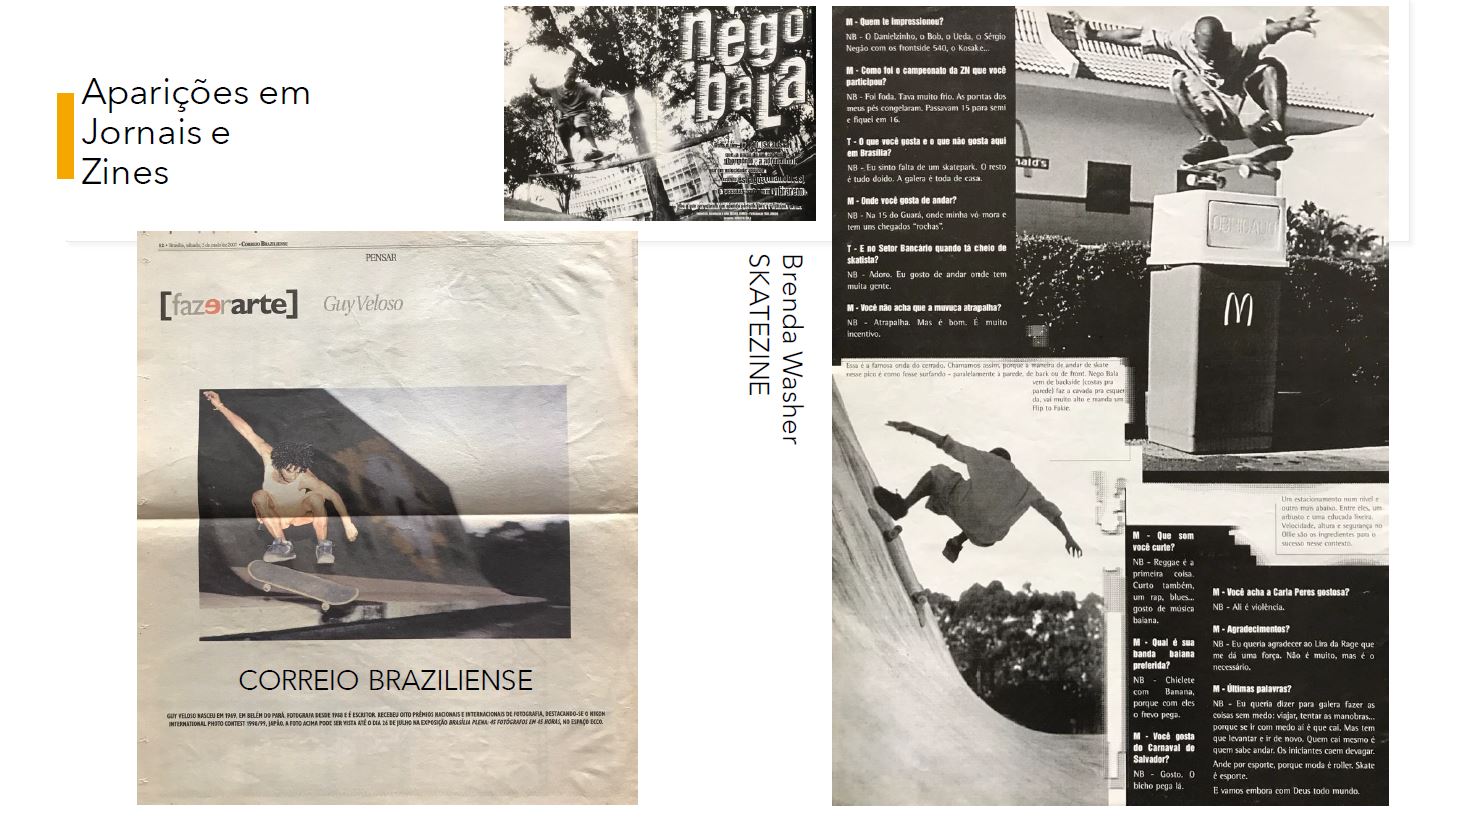 Aparições em
Jornais e
Zines
nego
bala
Brenda Washer
SKATEZINE
PENSAR
[fazerarte]
Guy Veloso
CORREIO BRAZILIENSE
GUY VELOSO NASCEU EM 1969, EM BELÉM DO PARÁ. FOTOGRAFA DESDE 1988 E É ESCRITOR. RECEBEU OITO PRÊMIOS NACIONAIS E INTERNACIONAIS DE FOTOGRAFIA, DESTACANDO-SE O NIKON
INTERNATIONAL PHOTO CONTEST 1998/99, JAPÃO. A FOTO ACIMA PODE SER VISTA ATÉ O DIA 26 DE JULHO NA EXPOSIÇÃO BRASÍLIA PLENA: 45 FOTÓGRAFOS EM 45 HORAS, NO ESPAÇO ECCO.
M - Quem te impressionou?
NB - O Danielzinho, o Bob, o Ueda, o Sérgio
Negão com os frontside 540, o Kosake...
M - Como foi o campeonato da ZN que você
participou?
NB - Foi foda. Tava muito frio. As pontas dos
meus pés congelaram. Passavam 15 para semi
e fiquei em 16.
T - O que você gosta e o que não gosta aqui
em Brasília?
NB - Eu sinto falta de um skatepark. O resto
é tudo doido. A galera é toda de casa.
M - Onde você gosta de andar?
NB - Na 15 do Guará, onde minha vó mora e
tem uns chegados "rochas".
T - E no Setor Bancário quando tá cheio de
skatista?
NB - Adoro. Eu gosto de andar onde tem
muita gente.
M - Você não acha que a muvuca atrapalha?
NB - Atrapalha. Mas é bom. É muito
incentivo.
nald's
OBRIGADO
M
Essa é a famosa onda do cerrado. Chamamos assim, porque a maneira de andar de skate
nesse pico é como fosse surfando - paralelamente à parede, de back ou de front. Nego Bala
vem de backside (costas pra
parede) faz a cavada pra esquer
da, vai muito alto e manda um
Flip to Fakie.
Um estacionamento num nível e
outro mais abaixo. Entre eles, um
arbusto e uma educada lixeira.
Velocidade, altura e segurança no
Ollie são os ingredientes para o
sucesso nesse contexto.
M - Que som
você curte?
NB - Reggae é a
primeira coisa.
Curto também,
um rap, blues...
gosto de música
baiana.
M - Qual é sua
banda baiana
preferida?
NB - Chiclete
com Banana,
porque com eles
o frevo pega.
M - Você gosta
do Carnaval de
Salvador?
NB - Gosto. O
bicho pega lá.
M - Você acha a Carla Peres gostosa?
NB - Ali é violência.
M - Agradecimentos?
NB - Eu queria agradecer ao Lira da Rage que
me dá uma força. Não é muito, mas é o
necessário.
M - Últimas palavras?
NB - Eu queria dizer para galera fazer as
coisas sem medo: viajar, tentar as manobras...
porque se ir com medo aí é que cai. Mas tem
que levantar e ir de novo. Quem cai mesmo é
quem sabe andar. Os iniciantes caem devagar.
Ande por esporte, porque moda é roller. Skate
é esporte.
E vamos embora com Deus todo mundo.